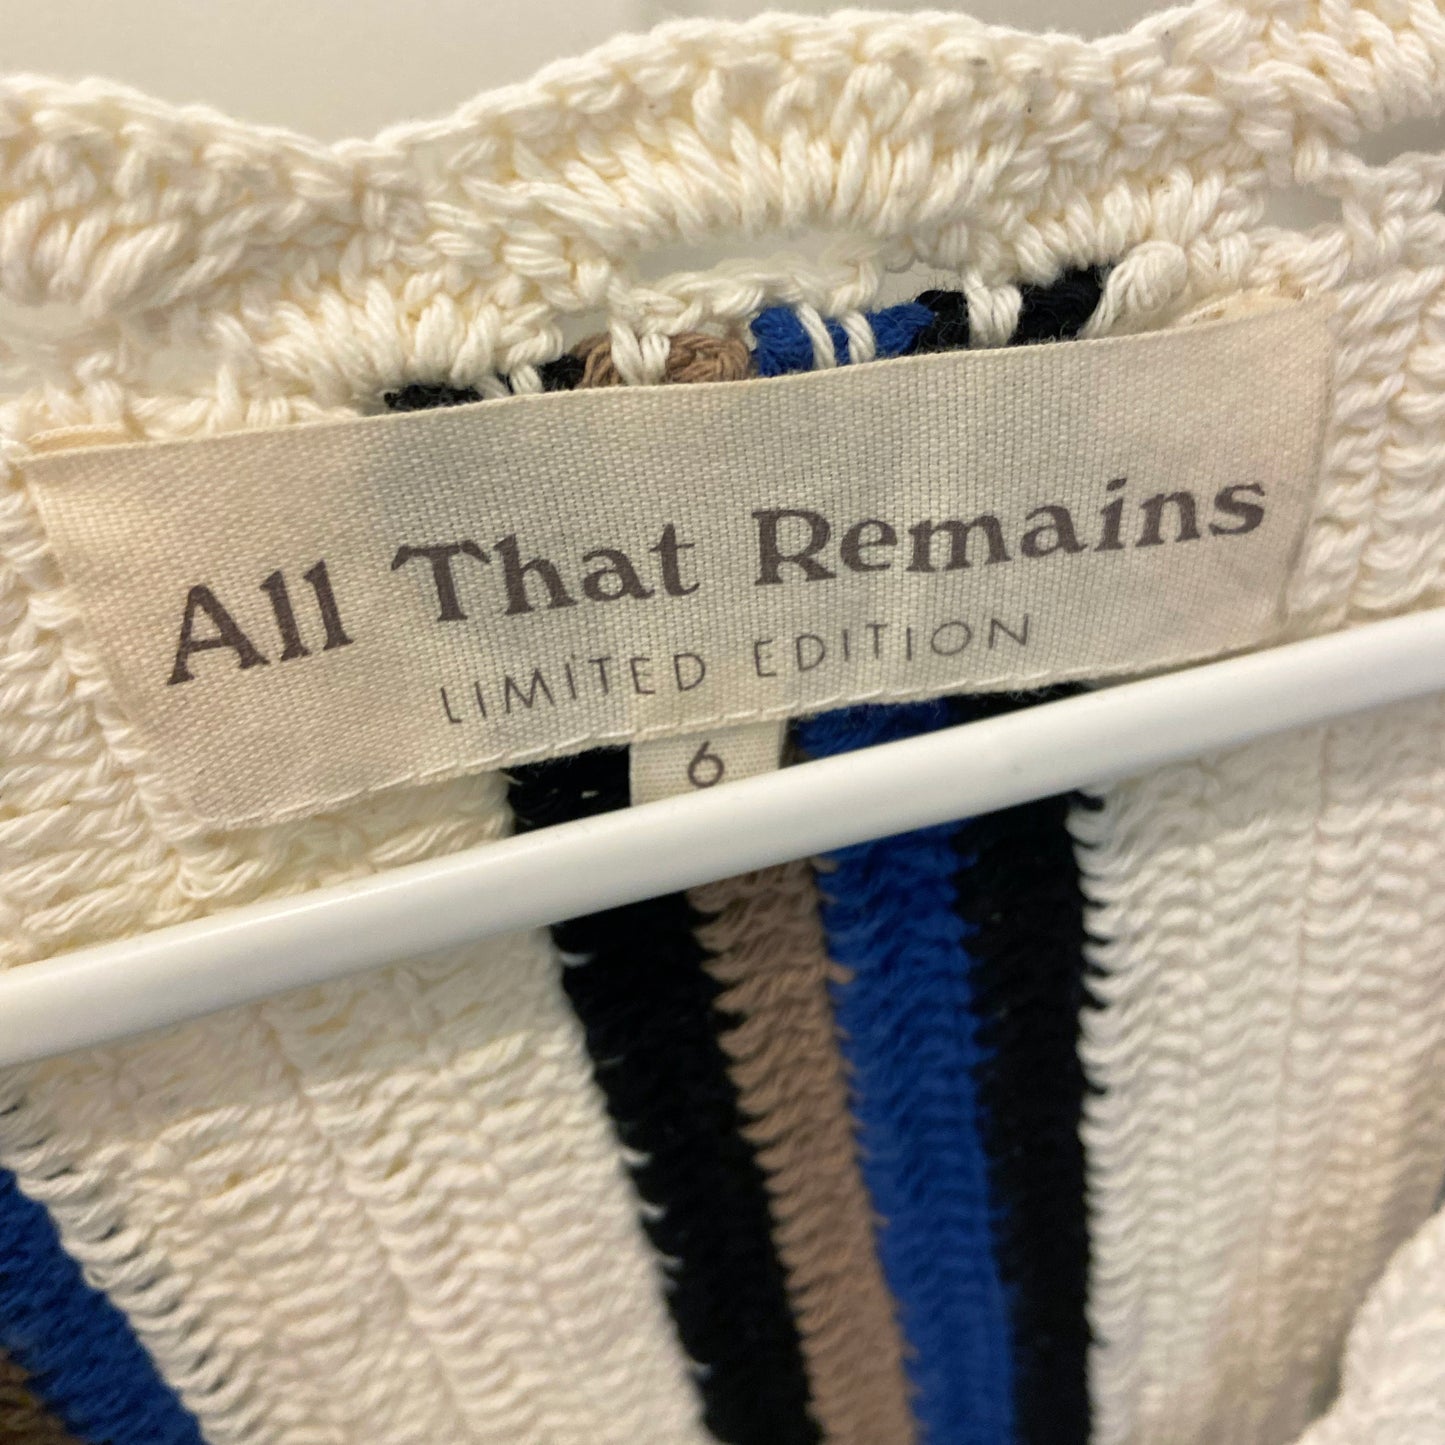 All That Remains
LIMITED EDITION
6